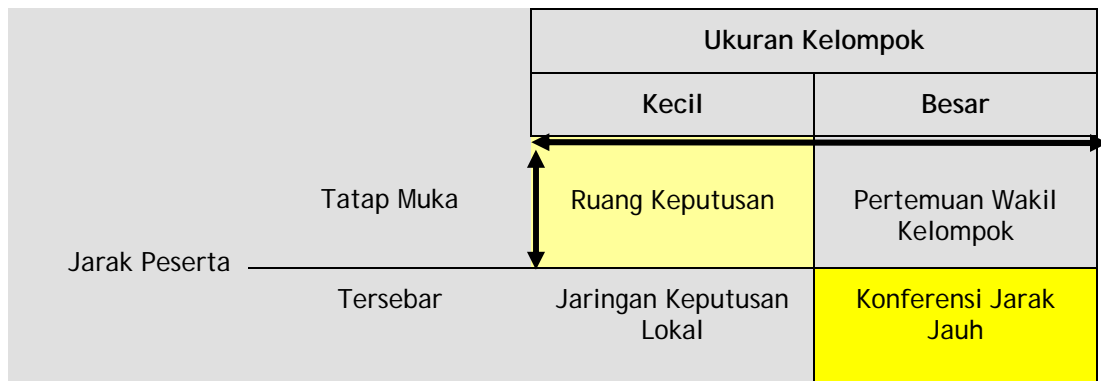 Ukuran Kelompok
Kecil
Besar
Tatap Muka
Ruang Keputusan
Pertemuan Wakil
Kelompok
Jarak Peserta
Tersebar
Jaringan Keputusan
Lokal
Konferensi Jarak
Jauh